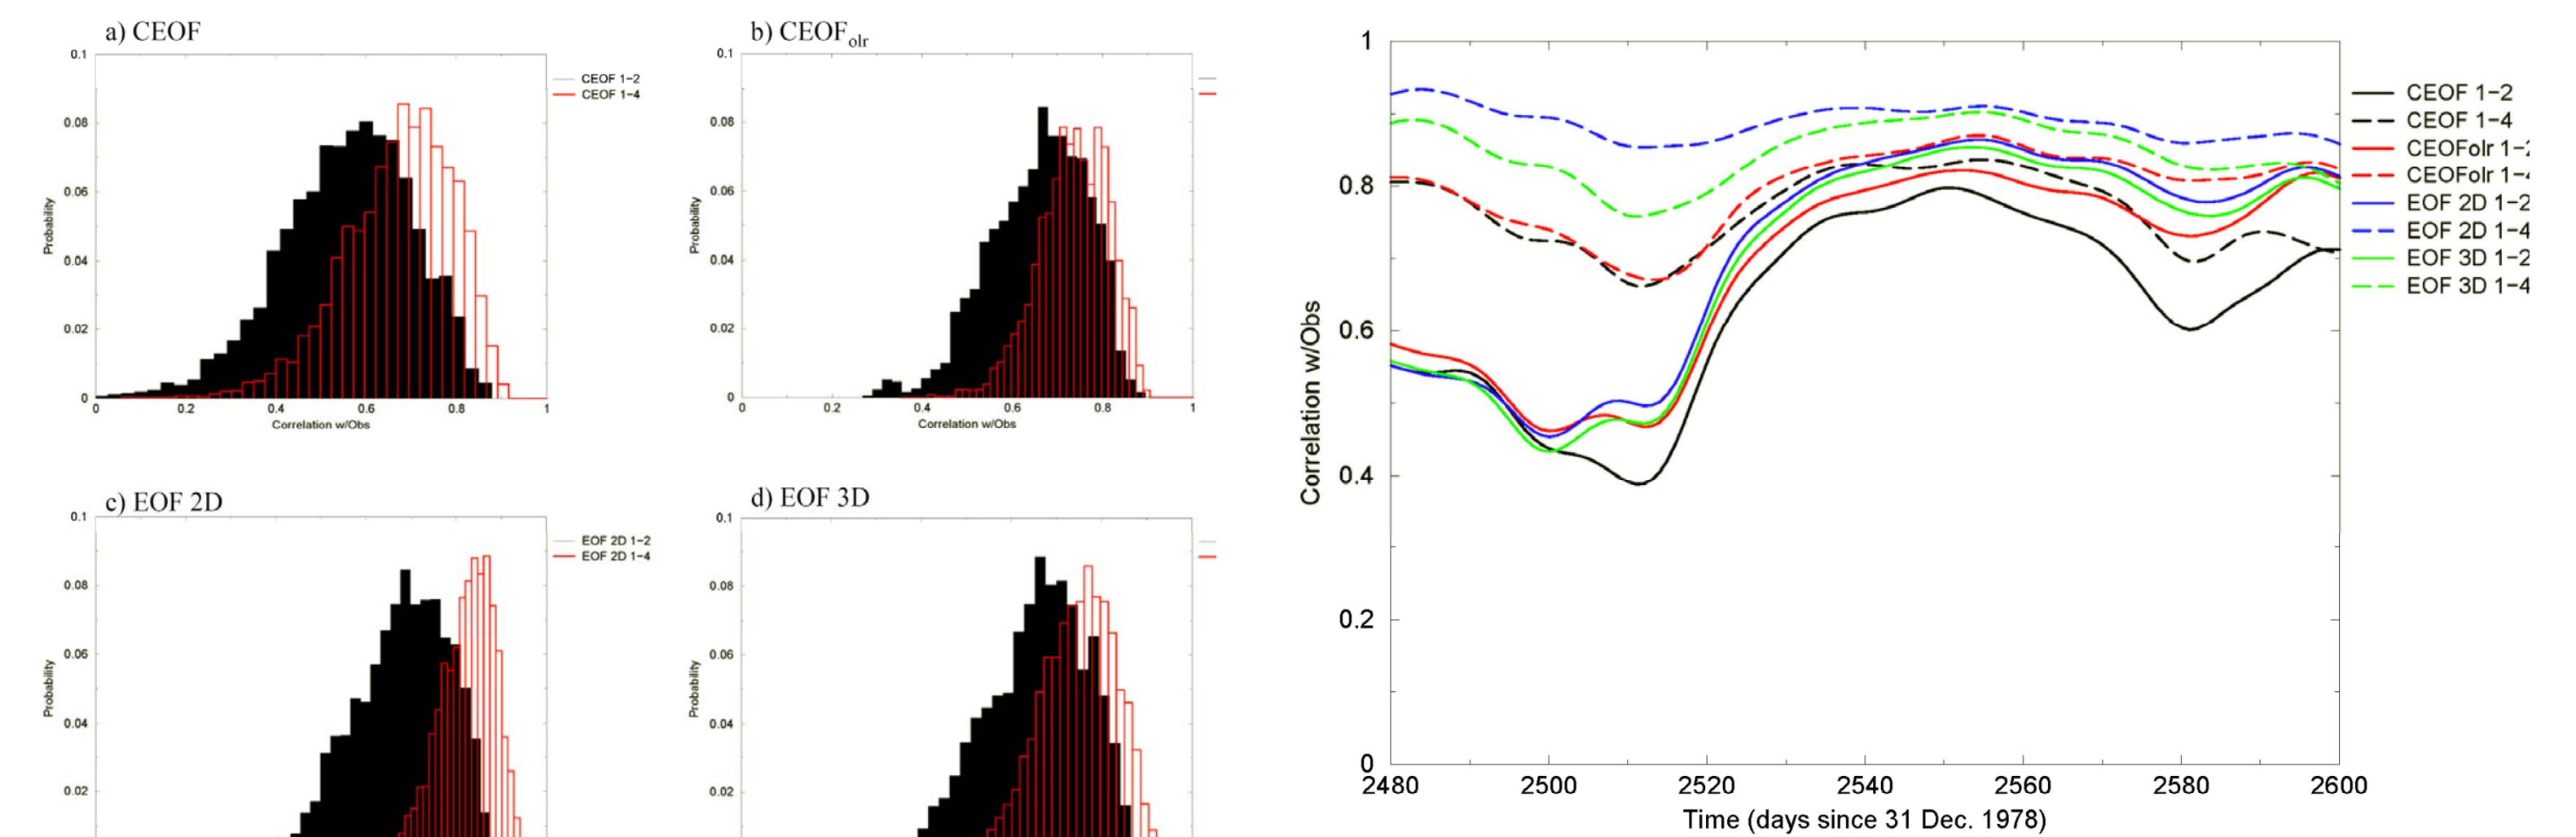 a) CEOF
0.1
0.08
0.06
0.04
0.02
0
Probability
0 0.2 0.4 0.6 0.8 1
Correlation w/Obs
CEOF 1-2
CEOF 1-4
b) CEOFolr
0.1
0.08
0.06
0.04
0.02
0
Probability
0 0.2 0.4 0.6 0.8 1
Correlation w/Obs
c) EOF 2D
0.1
0.08
0.06
0.04
0.02
Probability
EOF 2D 1-2
EOF 2D 1-4
d) EOF 3D
0.1
0.08
0.06
0.04
0.02
Probability
1
0.8
0.6
0.4
0.2
0
Correlation w/Obs
2480 2500 2520 2540 2560 2580 2600
Time (days since 31 Dec. 1978)
CEOF 1-2
CEOF 1-4
CEOFolr 1-2
CEOFolr 1-4
EOF 2D 1-2
EOF 2D 1-4
EOF 3D 1-2
EOF 3D 1-4